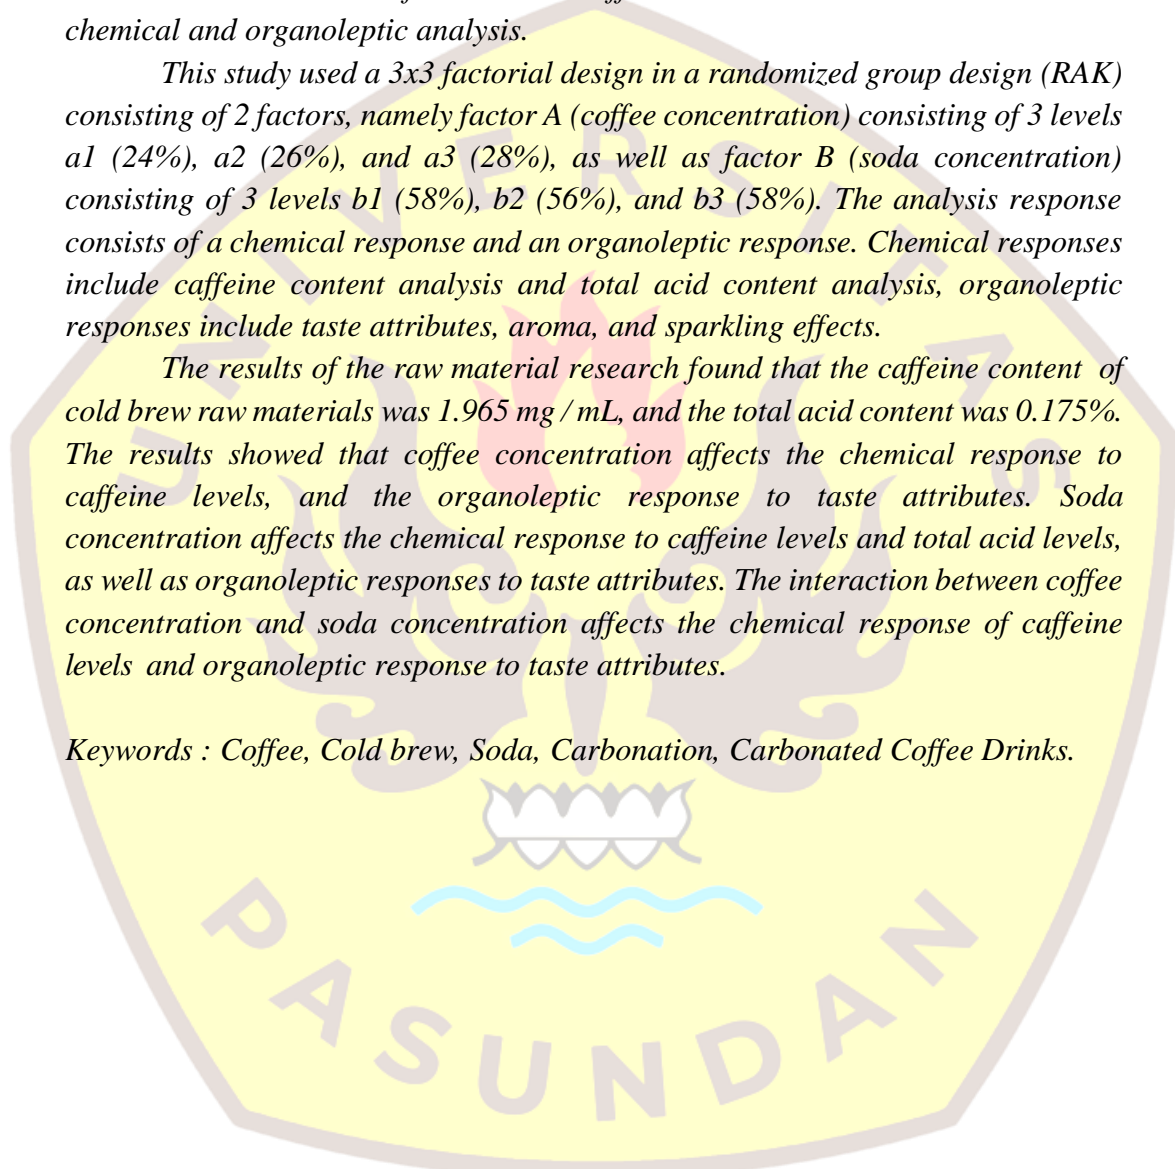 chemical and organoleptic analysis.
This study used a 3x3 factorial design in a randomized group design (RAK)
consisting of 2 factors, namely factor A (coffee concentration) consisting of 3 levels
a1 (24%), a2 (26%), and a3 (28%), as well as factor B (soda concentration)
consisting of 3 levels b1 (58%), b2 (56%), and b3 (58%). The analysis response
consists of a chemical response and an organoleptic response. Chemical responses
include caffeine content analysis and total acid content analysis, organoleptic
responses include taste attributes, aroma, and sparkling effects.
The results of the raw material research found that the caffeine content of
cold brew raw materials was 1.965 mg / mL, and the total acid content was 0.175%.
The results showed that coffee concentration affects the chemical response to
caffeine levels, and the organoleptic response to taste attributes. Soda
concentration affects the chemical response to caffeine levels and total acid levels,
as well as organoleptic responses to taste attributes. The interaction between coffee
concentration and soda concentration affects the chemical response of caffeine
levels and organoleptic response to taste attributes.
Keywords : Coffee, Cold brew, Soda, Carbonation, Carbonated Coffee Drinks.
UNIVERSITAS
PASUNDAN